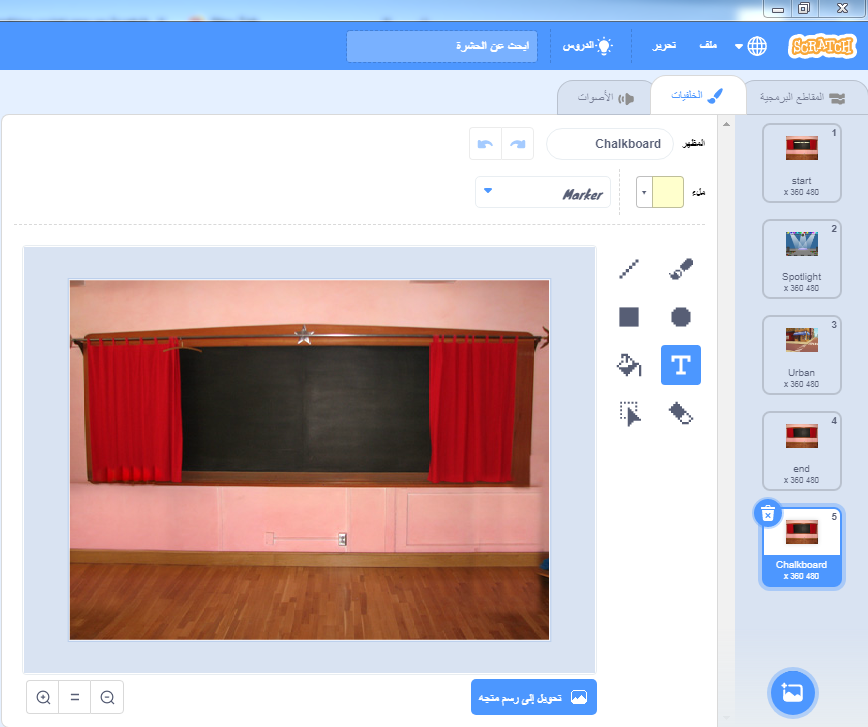 SCRATCH
ملف
تحرير
الدروس
ابحث عن الحشرة
المقاطع البرمجية
الخلفيات
الأصوات
المظهر
Chalkboard
ملء
Marker
T
تحويل إلى رسم متجه
=
1
start
480 x 360
2
Spotlight
480 x 360
3
Urban
480 x 360
4
end
480 x 360
5
Chalkboard
480 x 360